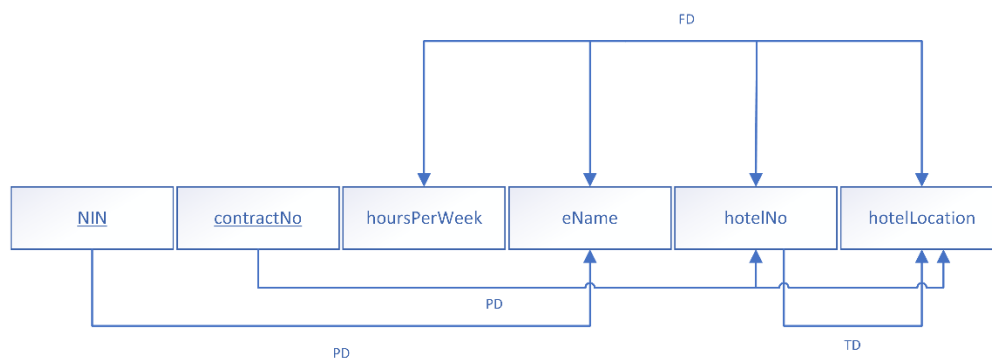 FD
NIN contractNo hoursPerWeek eName hotelNo hotelLocation
PD
TD
PD